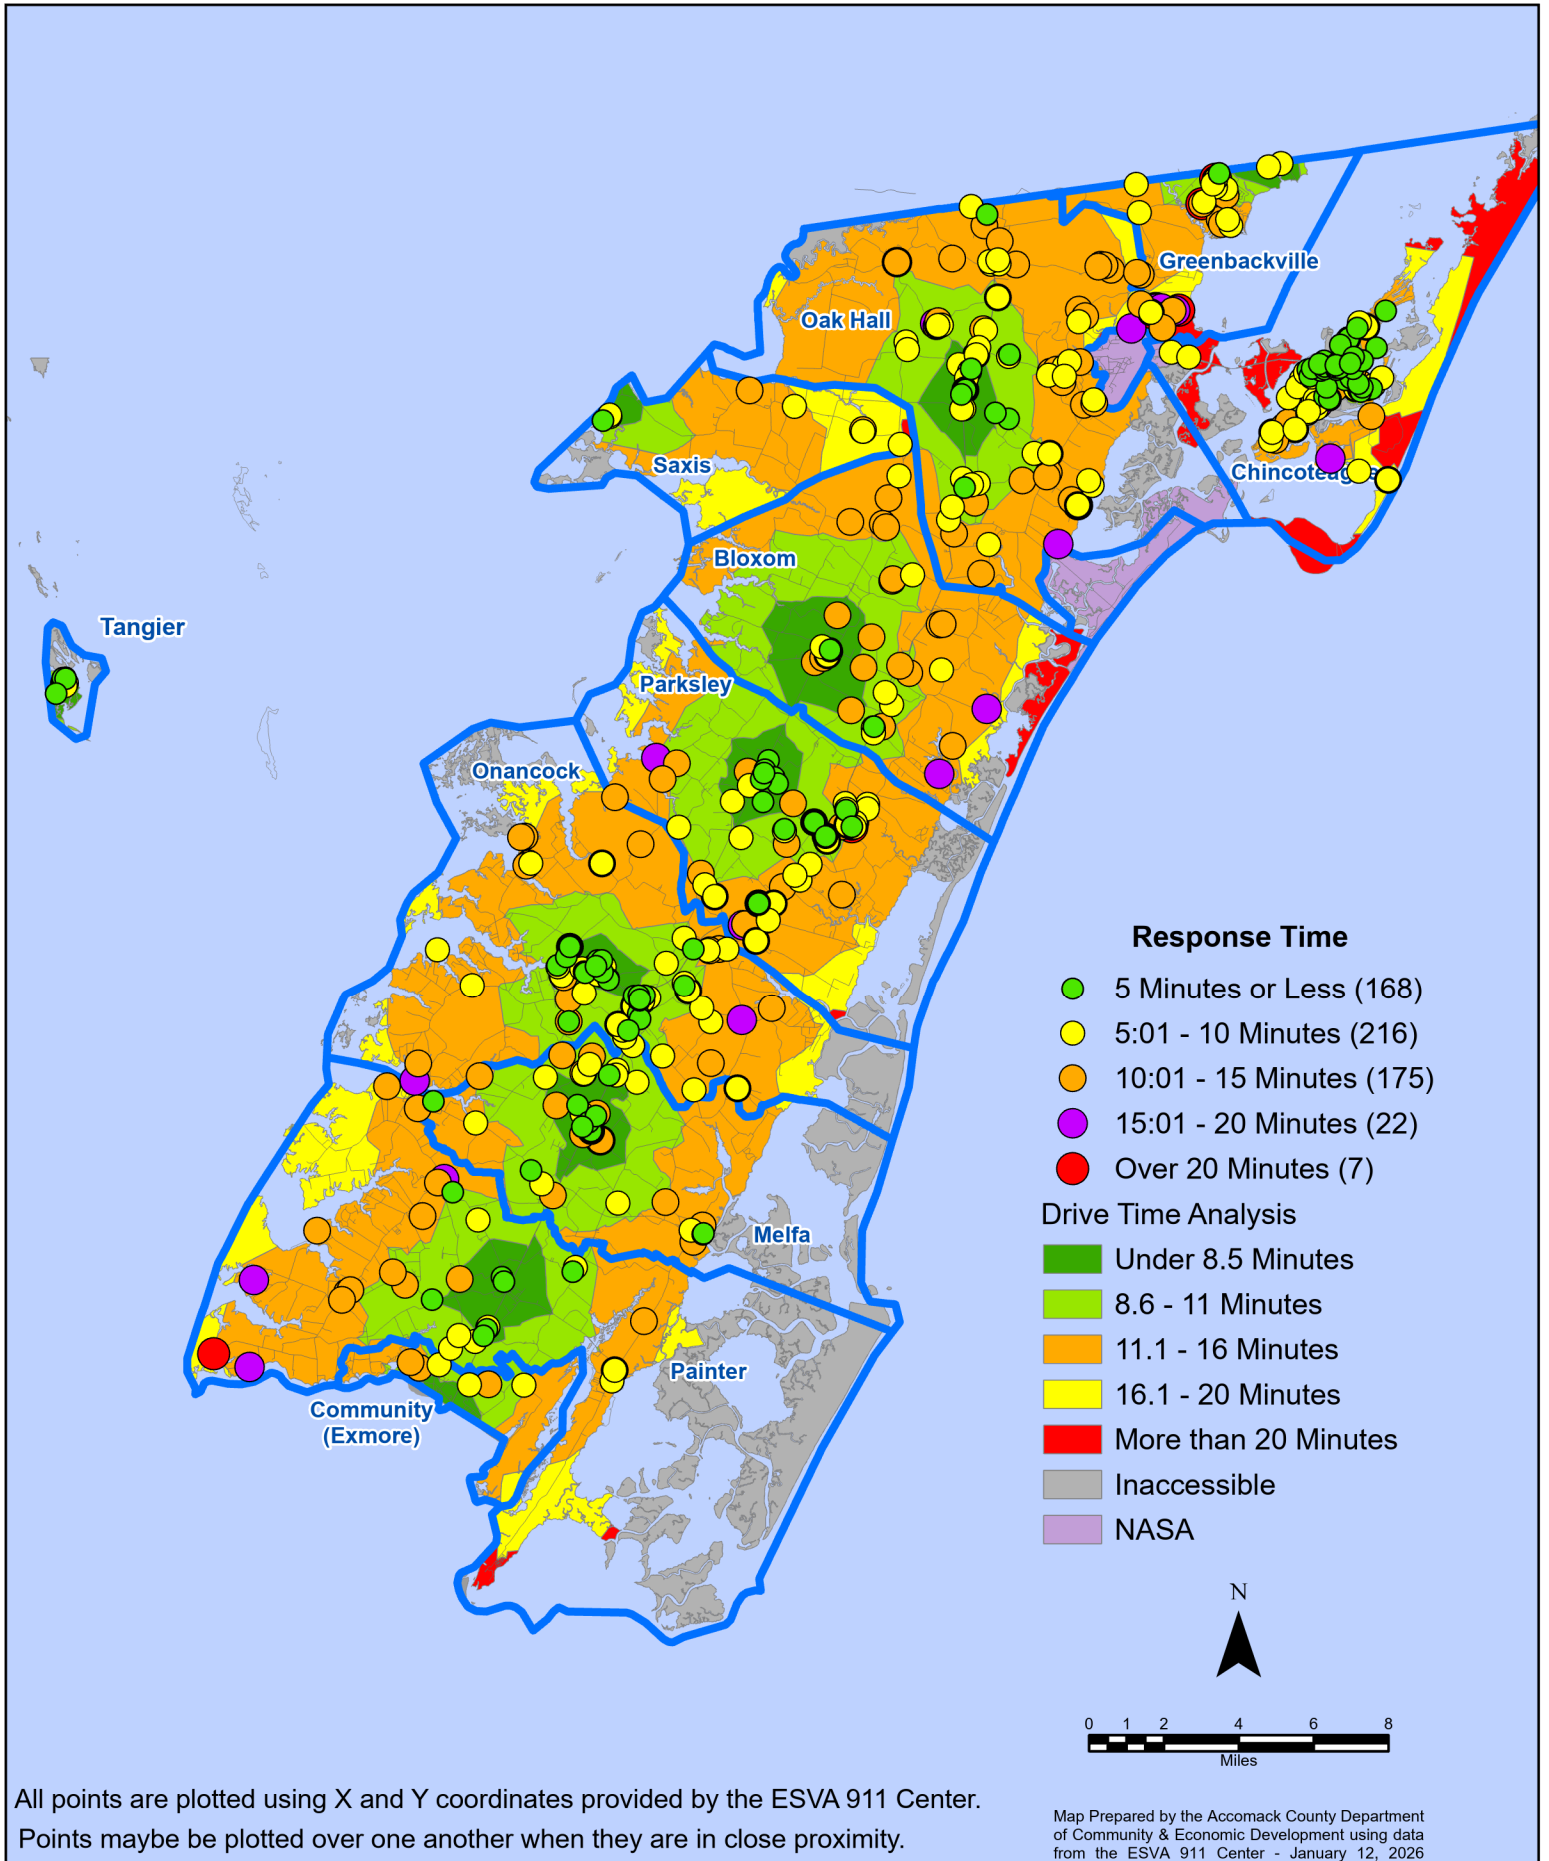 Greenbackville
Oak Hall
Saxis
Chincoteag
Bloxom
Tangier
Parksley
Onancock
Melfa
Painter
Community
(Exmore)
Response Time
5 Minutes or Less (168)
5:01 - 10 Minutes (216)
10:01 - 15 Minutes (175)
15:01 - 20 Minutes (22)
Over 20 Minutes (7)
Drive Time Analysis
Under 8.5 Minutes
8.6 - 11 Minutes
11.1 - 16 Minutes
16.1 - 20 Minutes
More than 20 Minutes
Inaccessible
NASA
N
0 1 2 4 6 8
Miles
All points are plotted using X and Y coordinates provided by the ESVA 911 Center.
Points maybe be plotted over one another when they are in close proximity.
Map Prepared by the Accomack County Department
of Community & Economic Development using data
from the ESVA 911 Center - January 12, 2026